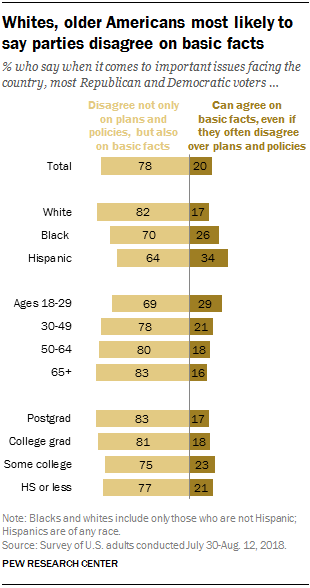 Whites, older Americans most likely to
say parties disagree on basic facts
% who say when it comes to important issues facing the
country, most Republican and Democratic voters ...
Disagree not only
on plans and
policies, but also
on basic facts
Can agree on
basic facts, even if
they often disagree
over plans and policies
Total 78 20
White 82 17
Black 70 26
Hispanic 64 34
Ages 18-29 69 29
30-49 78 21
50-64 80 18
65+ 83 16
Postgrad 83 17
College grad 81 18
Some college 75 23
HS or less 77 21
Note: Blacks and whites include only those who are not Hispanic;
Hispanics are of any race.
Source: Survey of U.S. adults conducted July 30-Aug. 12, 2018.
PEW RESEARCH CENTER